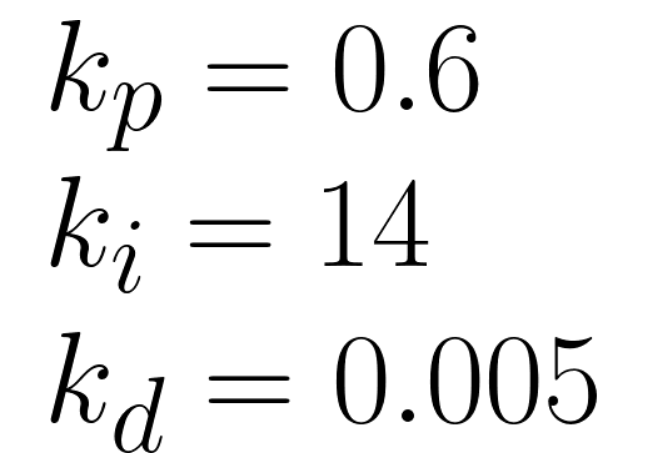 k_p = 0.6
k_i = 14
k_d = 0.005